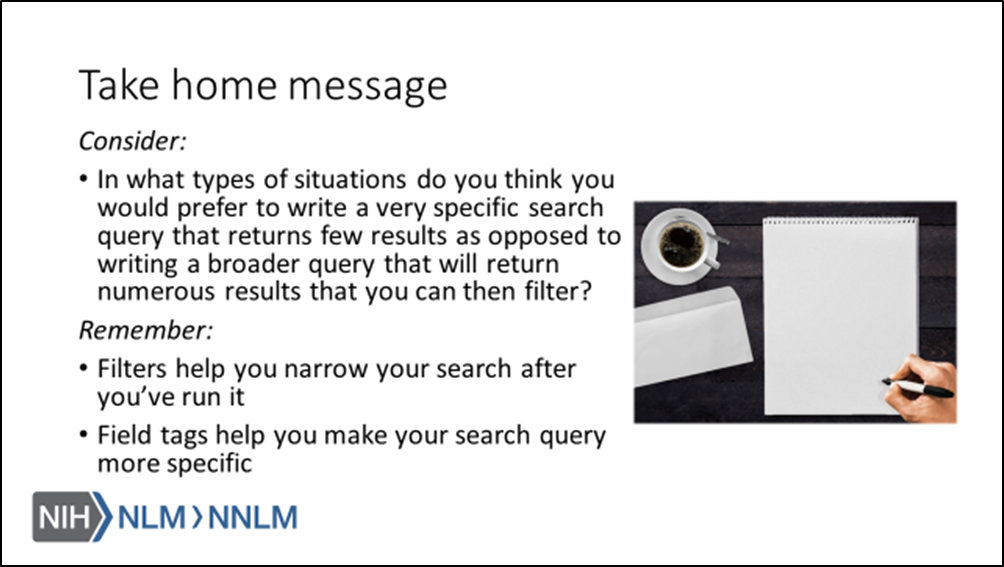 Take home message
Consider:
• In what types of situations do you think you
would prefer to write a very specific search
query that returns few results as opposed to
writing a broader query that will return
numerous results that you can then filter?
Remember:
• Filters help you narrow your search after
you’ve run it
• Field tags help you make your search query
more specific
NIH NLM NNLM